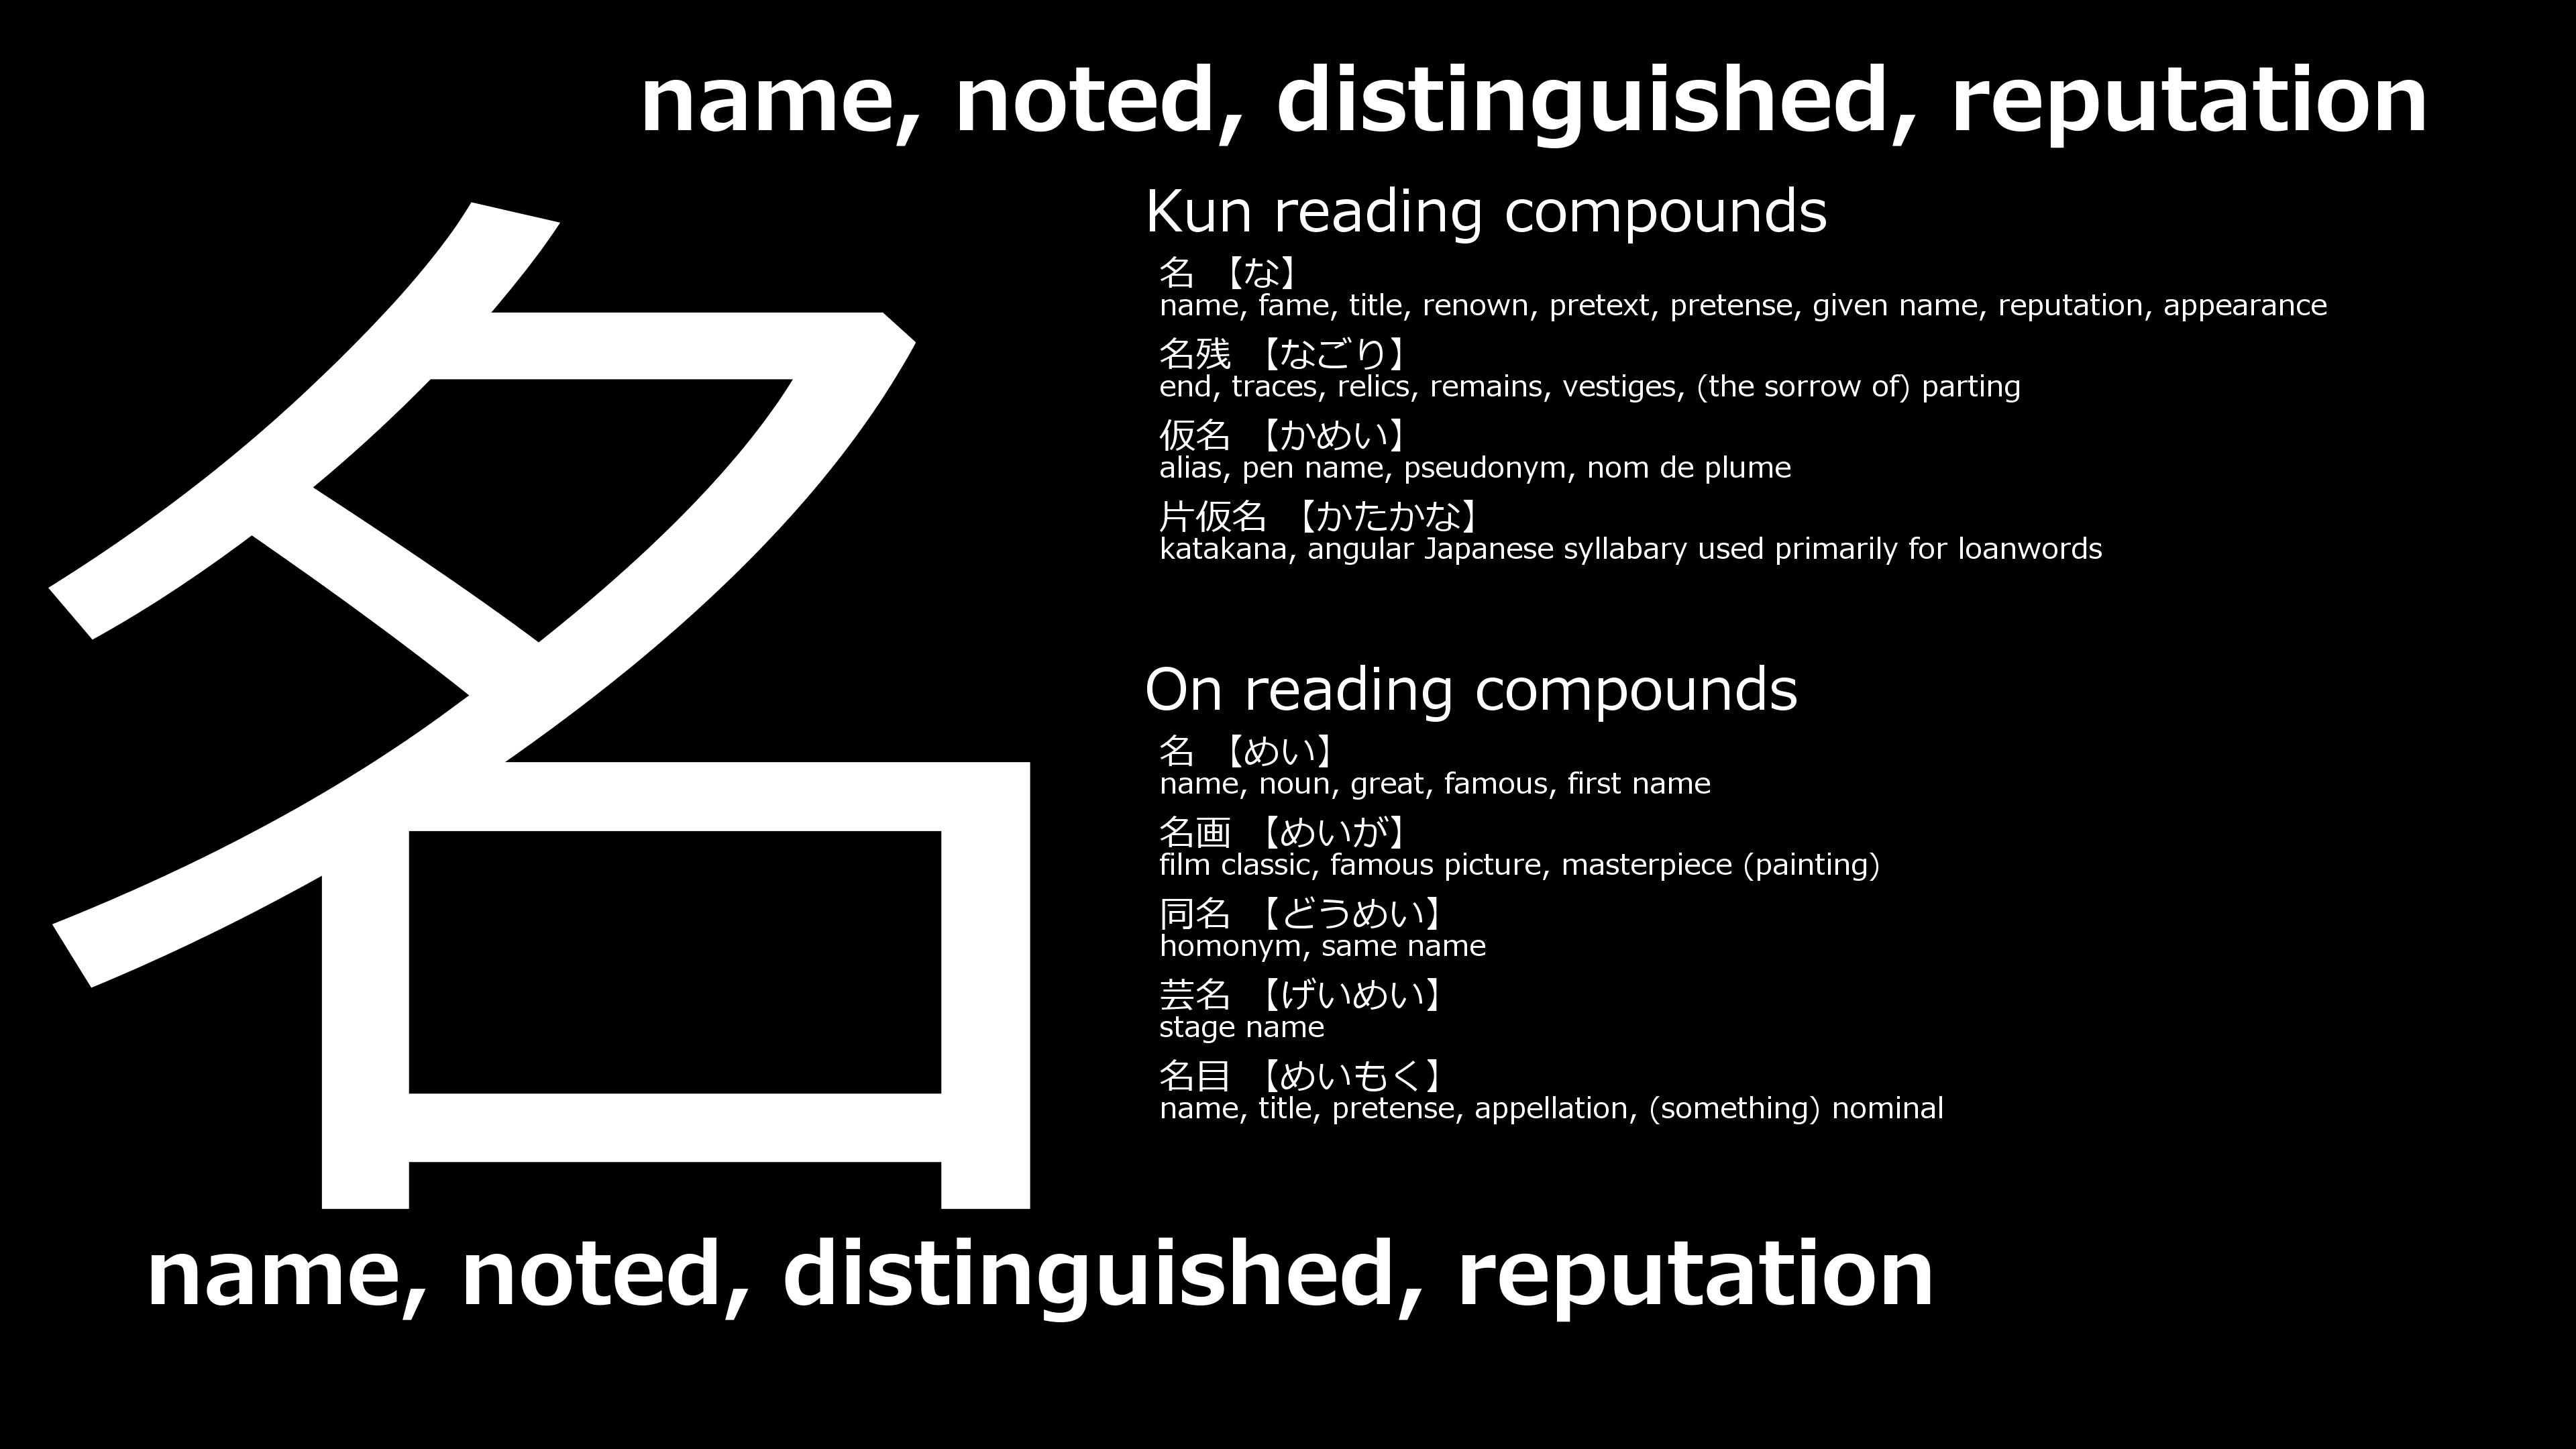 name, noted, distinguished, reputation
名
Kun reading compounds
名 【な】
name, fame, title, renown, pretext, pretense, given name, reputation, appearance
名残 【なごり】
end, traces, relics, remains, vestiges, (the sorrow of) parting
仮名 【かめい】
alias, pen name, pseudonym, nom de plume
片仮名 【かたかな】
katakana, angular Japanese syllabary used primarily for loanwords
On reading compounds
名 【めい】
name, noun, great, famous, first name
名画 【めいが】
film classic, famous picture, masterpiece (painting)
同名 【どうめい】
homonym, same name
芸名 【げいめい】
stage name
名目 【めいもく】
name, title, pretense, appellation, (something) nominal
name, noted, distinguished, reputation